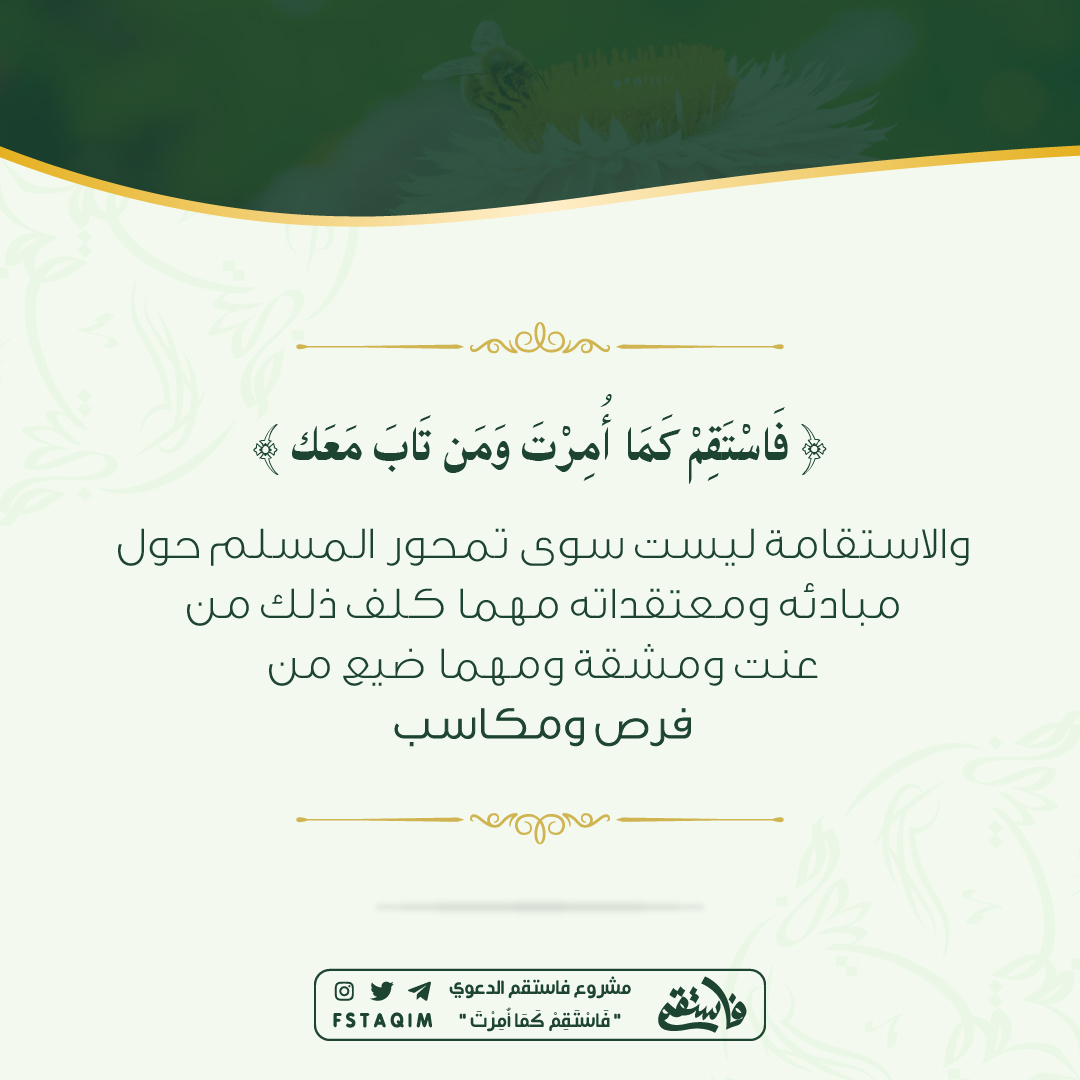 ﴿ فَاسْتَقِمْ كَمَا أُمِرْتَ وَمَن تَابَ مَعَك ﴾
والاستقامة ليست سوى تمحور المسلم حول
مبادئه ومعتقداته مهما كلف ذلك من
عنت ومشقة ومهما ضيع من
فرص ومكاسب
فاستقم
مشروع فاستقم الدعوي
" فَاسْتَقِمْ كَمَا أُمِرْتَ "
FSTAQIM